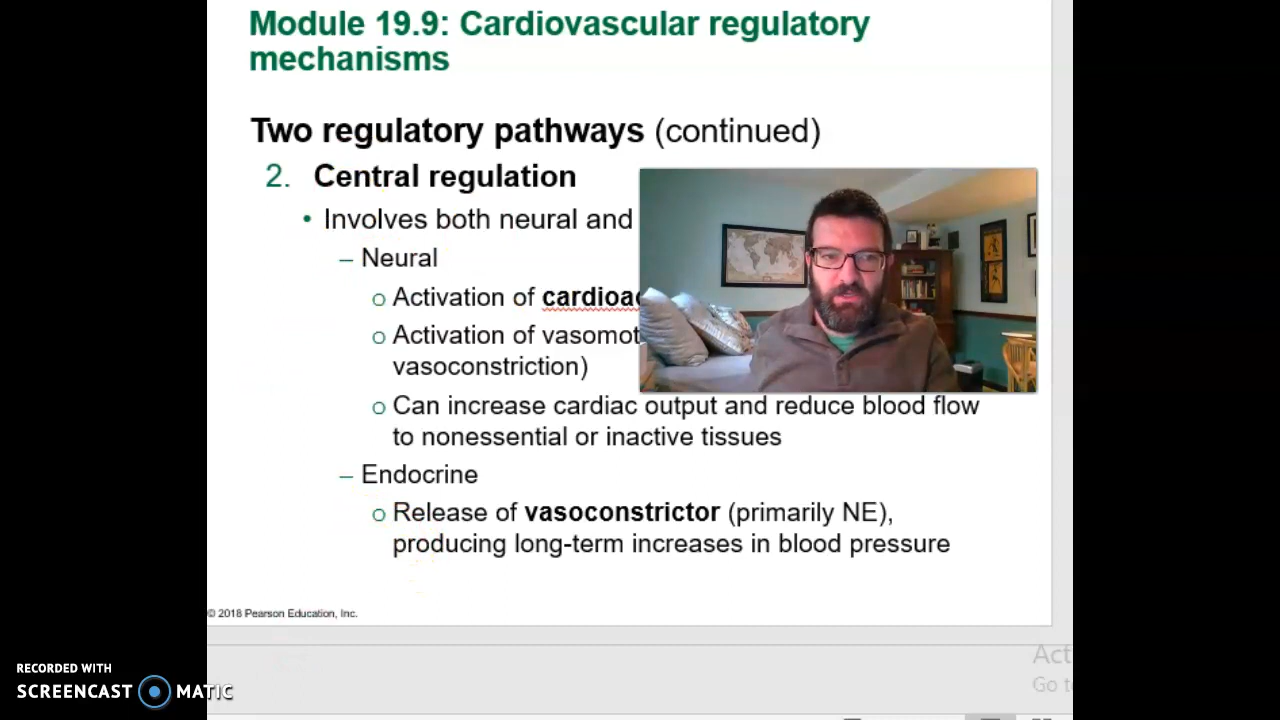 Module 19.9: Cardiovascular regulatory
mechanisms
Two regulatory pathways (continued)
2. Central regulation
• Involves both neural and
– Neural
o Activation of
o Activation of
vasoconstriction)
o Can increase cardiac output and reduce blood flow
to nonessential or inactive tissues
– Endocrine
o Release of vasoconstrictor (primarily NE),
producing long-term increases in blood pressure
© 2018 Pearson Education, Inc.
RECORDED WITH
SCREENCAST MATIC